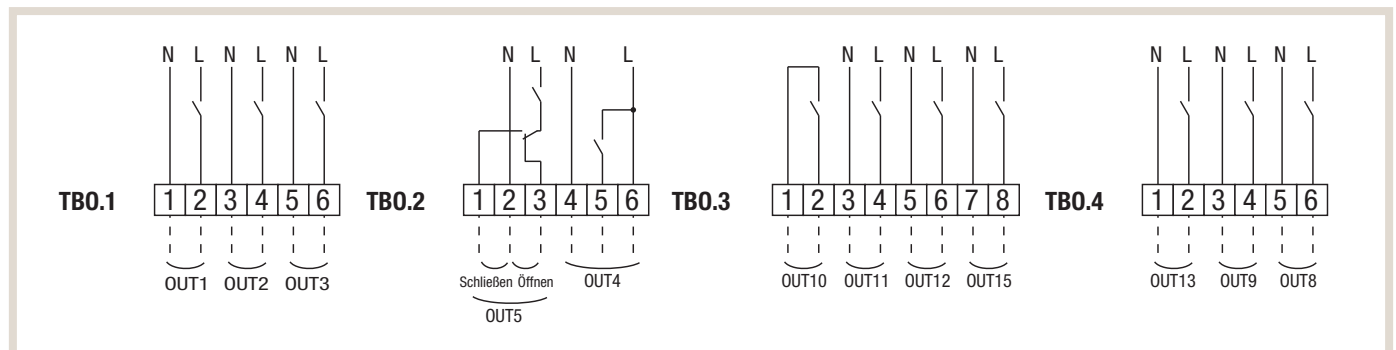 N L N L N L
N L N L
N L N L N L
N L N L N L
TB0.1 1 2 3 4 5 6
TB0.2 1 2 3 4 5 6
TB0.3 1 2 3 4 5 6 7 8
TB0.4 1 2 3 4 5 6
OUT1 OUT2 OUT3
Schließen Öffnen OUT4
OUT5
OUT10 OUT11 OUT12 OUT15
OUT13 OUT9 OUT8